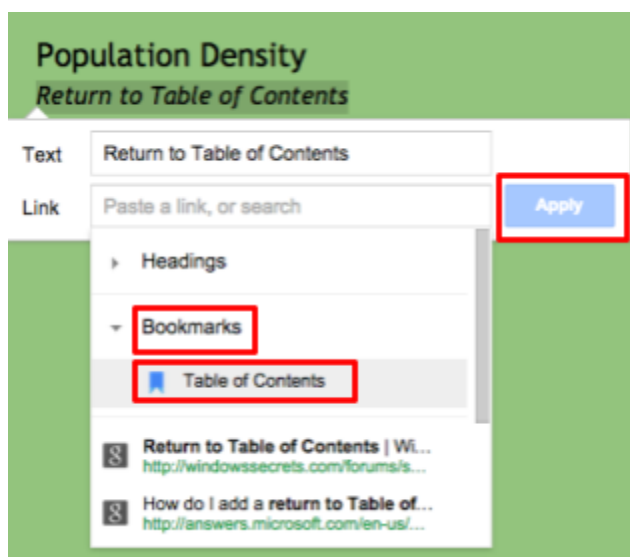 Population Density
Return to Table of Contents
Text Return to Table of Contents
Link Paste a link, or search Apply
Headings
Bookmarks
Table of Contents
Return to Table of Contents | Wi...
http://windowssecrets.com/forums/s...
How do I add a return to Table of...
http://answers.microsoft.com/en-us/...